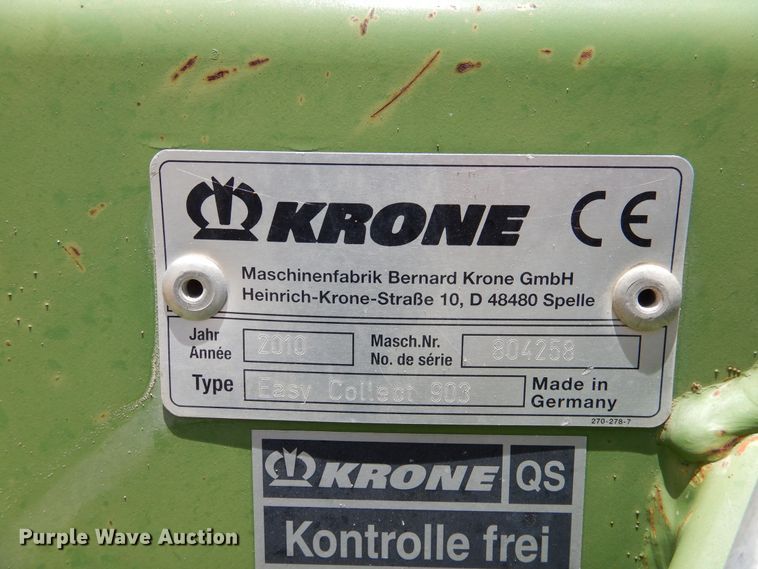 KRONE CE
Maschinenfabrik Bernard Krone GmbH
Heinrich-Krone-Straße 10, D 48480 Spelle
Jahr
Année
2010
Masch.Nr.
No. de série
804258
Type
Easy Collect 903
Made in
Germany
270-278-7
KRONE QS
Kontrolle frei
Purple Wave Auction